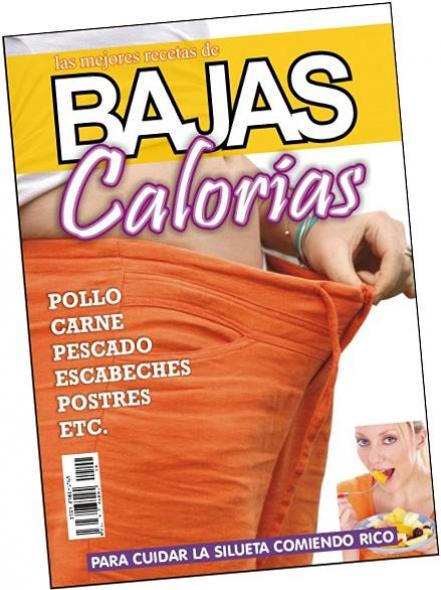 las mejores recetas de
BAJAS
Calorías
POLLO
CARNE
PESCADO
ESCABECHES
POSTRES
ETC.
PARA CUIDAR LA SILUETA COMIENDO RICO